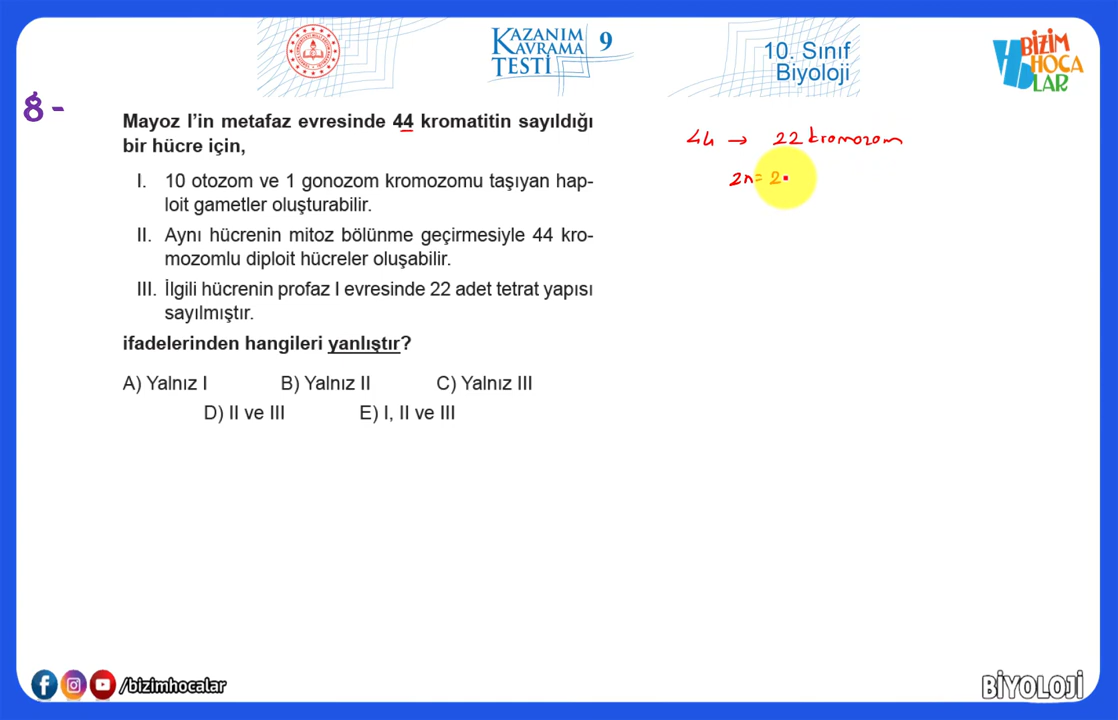 KAZANIM
KAVRAMA
TESTİ
9
10. Sınıf
Biyoloji
BİZİM
HOCA
LAR
8-
Mayoz I’in metafaz evresinde 44 kromatitin sayıldığı
bir hücre için,
I. 10 otozom ve 1 gonozom kromozomu taşıyan hap-
loit gametler oluşturabilir.
II. Aynı hücrenin mitoz bölünme geçirmesiyle 44 kro-
mozomlu diploit hücreler oluşabilir.
III. İlgili hücrenin profaz I evresinde 22 adet tetrat yapısı
sayılmıştır.
ifadelerinden hangileri yanlıştır?
A) Yalnız I B) Yalnız II C) Yalnız III
D) II ve III E) I, II ve III
44 → 22 kromozom
2n = 2
/bizimhocalar
BİYOLOJİ